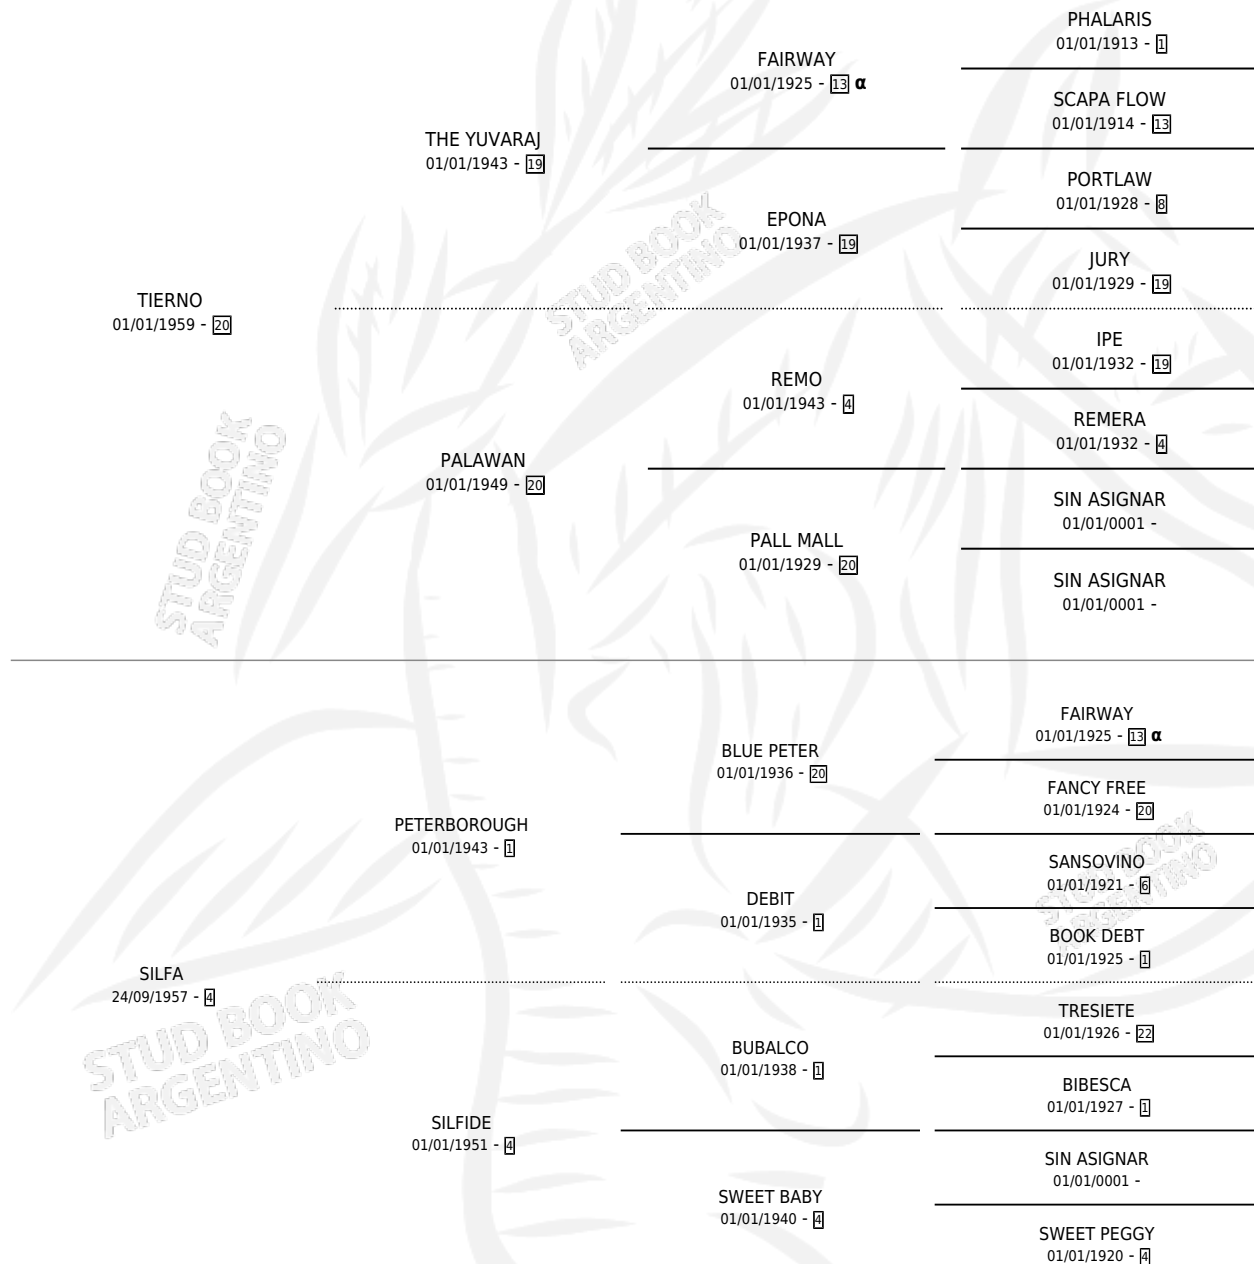 PHALARIS
01/01/1913 - 1
FAIRWAY
01/01/1925 - 13 α
SCAPA FLOW
01/01/1914 - 13
THE YUVARAJ
01/01/1943 - 19
PORTLAW
01/01/1928 - 8
EPONA
01/01/1937 - 19
JURY
01/01/1929 - 19
TIERNO
01/01/1959 - 20
IPE
01/01/1932 - 19
REMO
01/01/1943 - 4
REMERA
01/01/1932 - 4
PALAWAN
01/01/1949 - 20
SIN ASIGNAR
01/01/0001 -
PALL MALL
01/01/1929 - 20
SIN ASIGNAR
01/01/0001 -
STUD BOOK
ARGENTINO
STUD BOOK
ARGENTINO
FAIRWAY
01/01/1925 - 13 α
BLUE PETER
01/01/1936 - 20
FANCY FREE
01/01/1924 - 20
PETERBOROUGH
01/01/1943 - 1
SANSOVINO
01/01/1921 - 6
DEBIT
01/01/1935 - 1
BOOK DEBT
01/01/1925 - 1
SILFA
24/09/1957 - 4
TRESIETE
01/01/1926 - 22
BUBALCO
01/01/1938 - 1
BIBESCA
01/01/1927 - 1
SILFIDE
01/01/1951 - 4
SIN ASIGNAR
01/01/0001 -
SWEET BABY
01/01/1940 - 4
SWEET PEGGY
01/01/1920 - 4
STUD BOOK
ARGENTINO
STUD BOOK
ARGENTINO